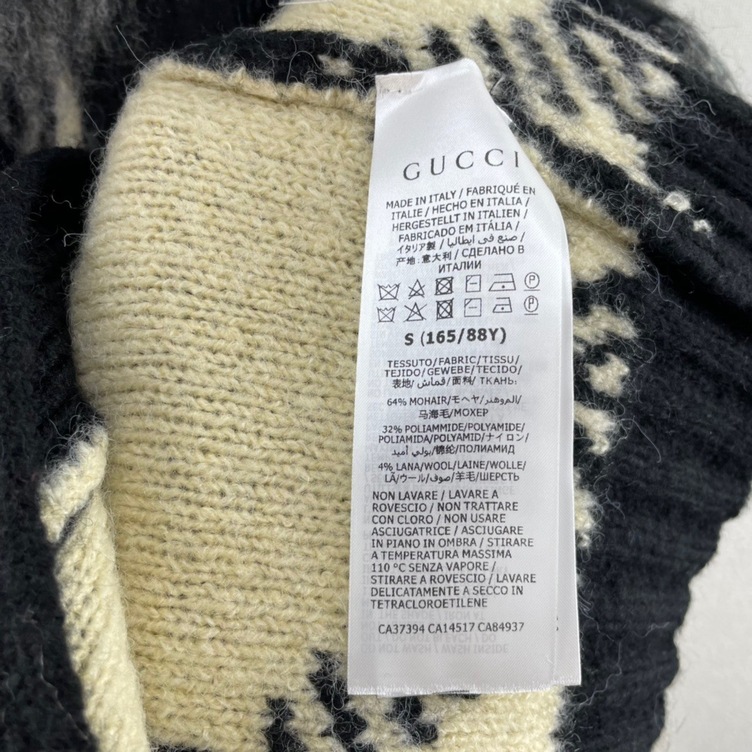 GUCCI
MADE IN ITALY / FABRIQUÉ EN
ITALIE / HECHO EN ITALIA /
HERGESTELLT IN ITALIEN /
FABRICADO EM ITÁLIA /
イタリア製 / صنع في ايطاليا /
产地: 意大利 / СДЕЛАНО В
ИТАЛИИ
S (165/88Y)
TESSUTO/FABRIC/TISSU/
TEJIDO/GEWEBE/TECIDO/
表地/ قماش /面料/ ТКАНЬ:
64% MOHAIR/モヘヤ/الموهير/
马海毛/МОХЕР
32% POLIAMMIDE/POLYAMIDE/
POLIAMIDA/POLYAMID/ナイロン/
بولي أميد/锦纶/ПОЛИАМИД
4% LANA/WOOL/LAINE/WOLLE/
LÃ/ウール/صوف/羊毛/ШЕРСТЬ
NON LAVARE / LAVARE A
ROVESCIO / NON TRATTARE
CON CLORO / NON USARE
ASCIUGATRICE / ASCIUGARE
IN PIANO IN OMBRA / STIRARE
A TEMPERATURA MASSIMA
110 °C SENZA VAPORE /
STIRARE A ROVESCIO / LAVARE
DELICATAMENTE A SECCO IN
TETRACLOROETILENE
CA37394 CA14517 CA84937